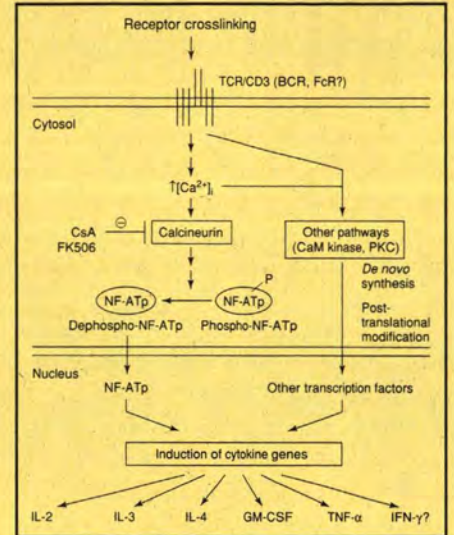 Receptor crosslinking
TCR/CD3 (BCR, FcR?)
Cytosol
↑[Ca²⁺]ᵢ
CsA
FK506
⊖
Calcineurin
Other pathways
(CaM kinase, PKC)
De novo
synthesis
P
NF-ATp
NF-ATp
Dephospho-NF-ATp
Phospho-NF-ATp
Post-
translational
modification
Nucleus
NF-ATp
Other transcription factors
Induction of cytokine genes
IL-2
IL-3
IL-4
GM-CSF
TNF-α
IFN-γ?